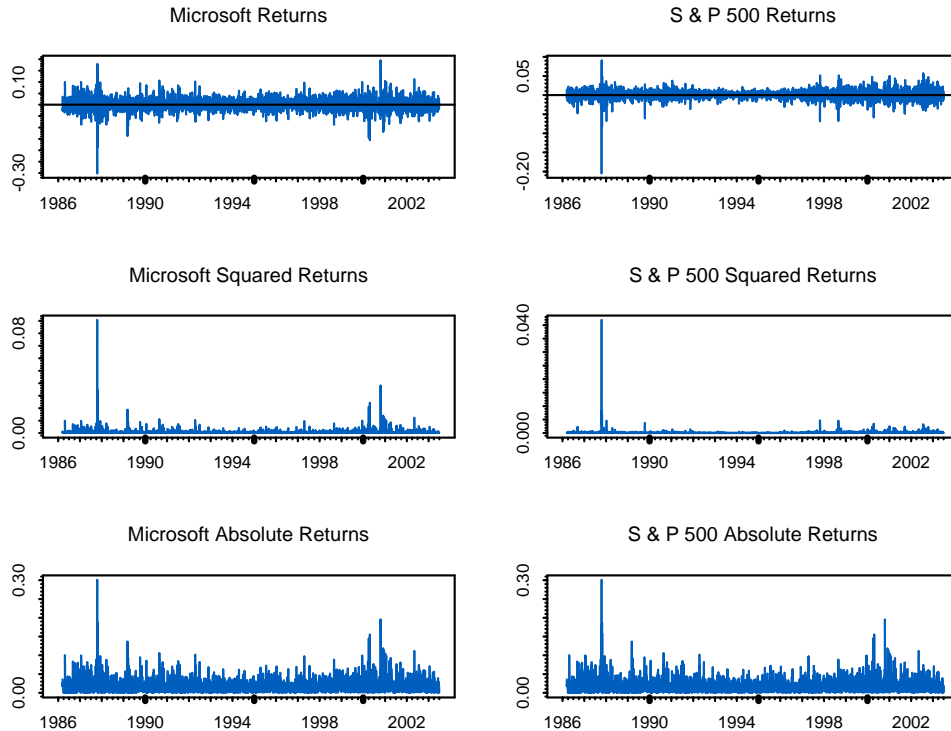 Microsoft Returns
0.10
-0.30
1986 1990 1994 1998 2002
S & P 500 Returns
0.05
-0.20
1986 1990 1994 1998 2002
Microsoft Squared Returns
0.08
0.00
1986 1990 1994 1998 2002
S & P 500 Squared Returns
0.040
0.000
1986 1990 1994 1998 2002
Microsoft Absolute Returns
0.30
0.00
1986 1990 1994 1998 2002
S & P 500 Absolute Returns
0.30
0.00
1986 1990 1994 1998 2002